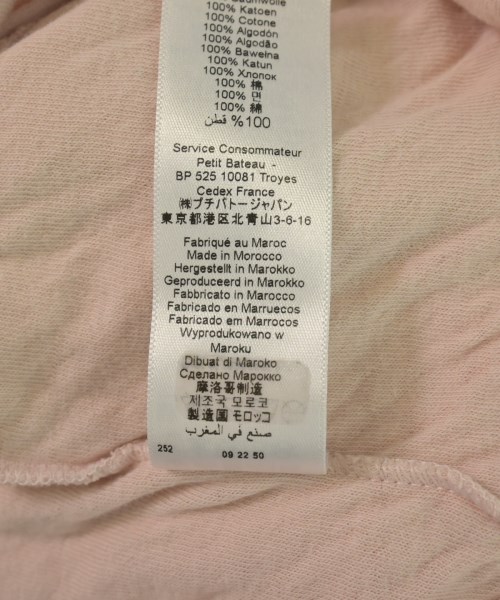 100% Baumwolle
100% Katoen
100% Cotone
100% Algodón
100% Algodão
100% Bawełna
100% Katun
100% Хлопок
100% 棉
100% 면
100% 綿
100% قطن
Service Consommateur
Petit Bateau -
BP 525 10081 Troyes
Cedex France
㈱プチバトージャパン
東京都港区北青山3-6-16
Fabriqué au Maroc
Made in Morocco
Hergestellt in Marokko
Geproduceerd in Marokko
Fabbricato in Marocco
Fabricado en Marruecos
Fabricado em Marrocos
Wyprodukowano w
Maroku
Dibuat di Maroko
Сделано Марокко
摩洛哥制造
제조국 모로코
製造国 モロッコ
صنع في المغرب
252 09 22 50